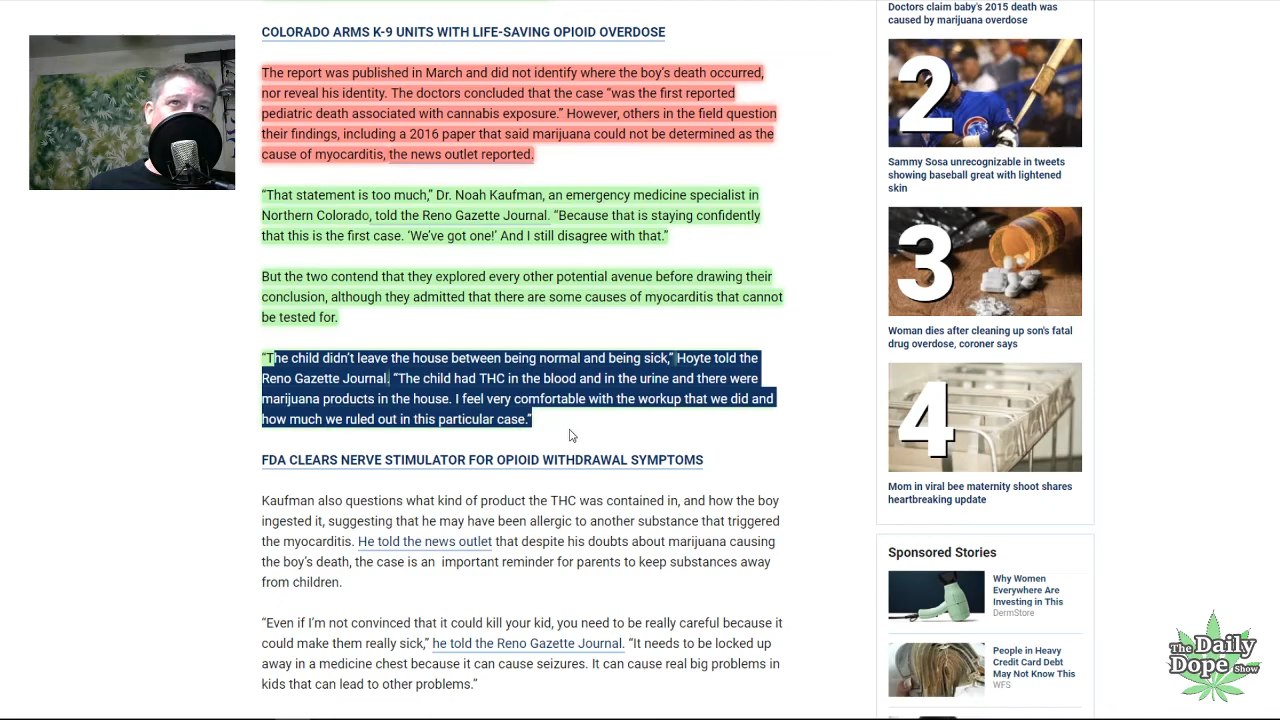 COLORADO ARMS K-9 UNITS WITH LIFE-SAVING OPIOID OVERDOSE
The report was published in March and did not identify where the boy's death occurred,
nor reveal his identity. The doctors concluded that the case “was the first reported
pediatric death associated with cannabis exposure.” However, others in the field question
their findings, including a 2016 paper that said marijuana could not be determined as the
cause of myocarditis, the news outlet reported.
“That statement is too much,” Dr. Noah Kaufman, an emergency medicine specialist in
Northern Colorado, told the Reno Gazette Journal. “Because that is staying confidently
that this is the first case. ‘We've got one!’ And I still disagree with that.”
But the two contend that they explored every other potential avenue before drawing their
conclusion, although they admitted that there are some causes of myocarditis that cannot
be tested for.
“The child didn't leave the house between being normal and being sick,” Hoyte told the
Reno Gazette Journal. “The child had THC in the blood and in the urine and there were
marijuana products in the house. I feel very comfortable with the workup that we did and
how much we ruled out in this particular case.”
FDA CLEARS NERVE STIMULATOR FOR OPIOID WITHDRAWAL SYMPTOMS
Kaufman also questions what kind of product the THC was contained in, and how the boy
ingested it, suggesting that he may have been allergic to another substance that triggered
the myocarditis. He told the news outlet that despite his doubts about marijuana causing
the boy's death, the case is an important reminder for parents to keep substances away
from children.
“Even if I'm not convinced that it could kill your kid, you need to be really careful because it
could make them really sick,” he told the Reno Gazette Journal. “It needs to be locked up
away in a medicine chest because it can cause seizures. It can cause real big problems in
kids that can lead to other problems.”
Doctors claim baby's 2015 death was
caused by marijuana overdose
2
Sammy Sosa unrecognizable in tweets
showing baseball great with lightened
skin
3
Woman dies after cleaning up son's fatal
drug overdose, coroner says
4
Mom in viral bee maternity shoot shares
heartbreaking update
Sponsored Stories
Why Women
Everywhere Are
Investing in This
DermStore
People in Heavy
Credit Card Debt
May Not Know This
WFS
The Daily
Dope Show